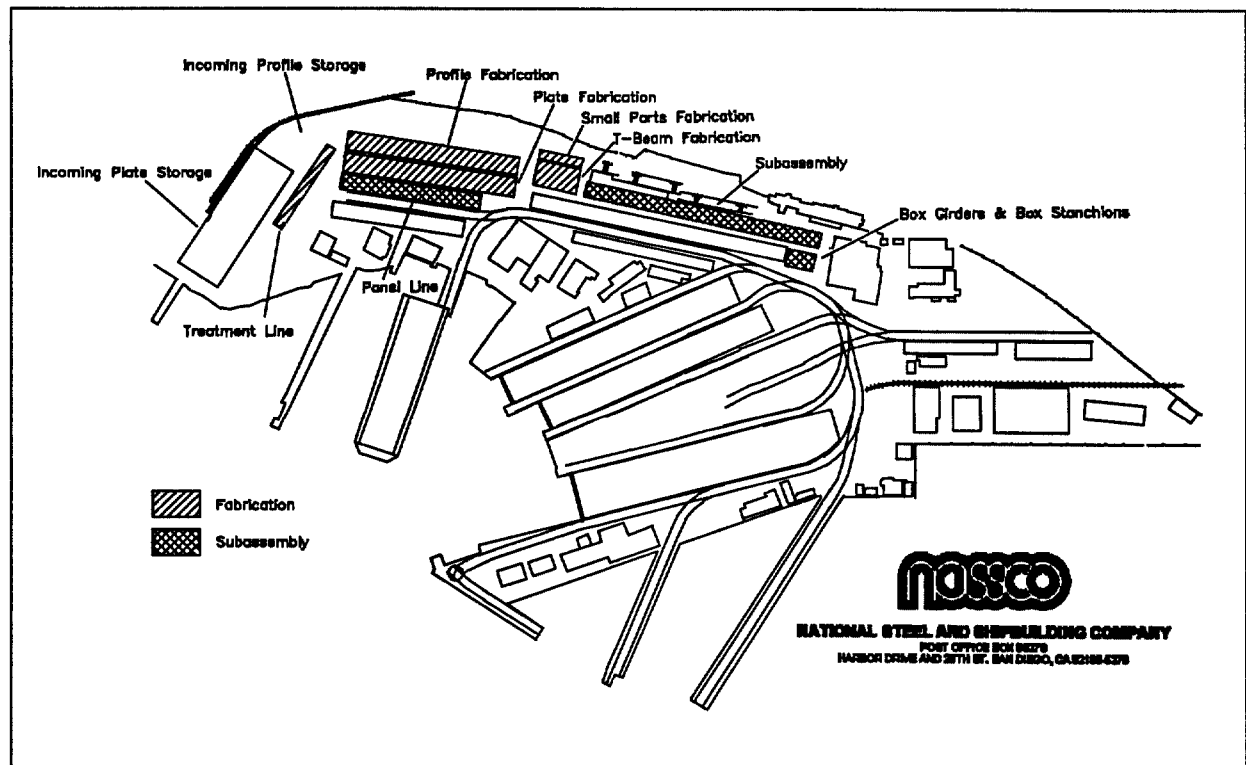 Incoming Profile Storage
Profile Fabrication
Plate Fabrication
Small Parts Fabrication
T-Beam Fabrication
Subassembly
Incoming Plate Storage
Box Girders & Box Stanchions
Panel Line
Treatment Line
Fabrication
Subassembly
nassco
NATIONAL STEEL AND SHIPBUILDING COMPANY
POST OFFICE BOX
HARBOR DRIVE AND 28TH ST. SAN DIEGO, CA